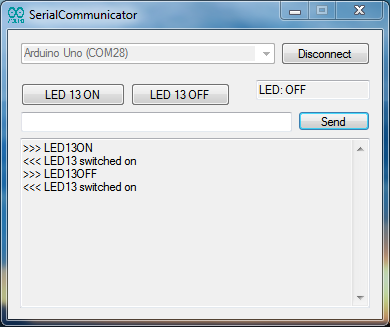 SerialCommunicator
Arduino Uno (COM28)
Disconnect
LED 13 ON
LED 13 OFF
LED: OFF
Send
>>> LED13ON
<<< LED13 switched on
>>> LED13OFF
<<< LED13 switched on